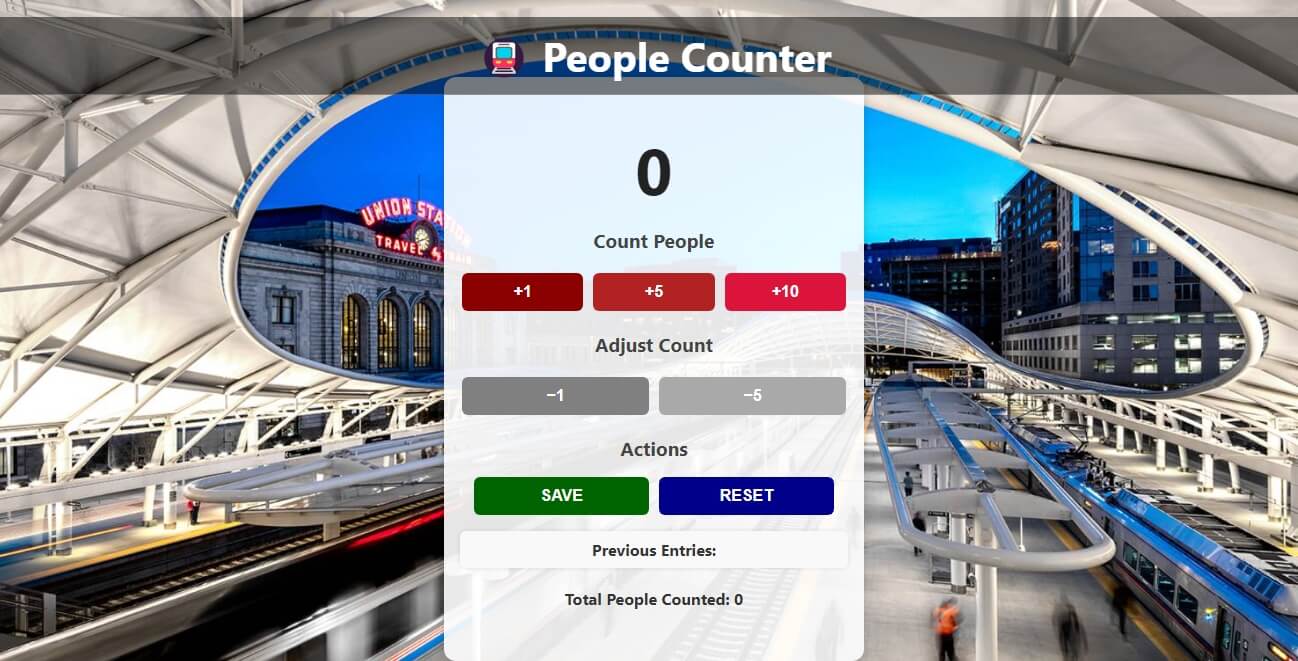 People Counter
0
UNION STAT
TRAVEL by TRAIN
Count People
+1 +5 +10
Adjust Count
−1 −5
Actions
SAVE RESET
Previous Entries:
Total People Counted: 0